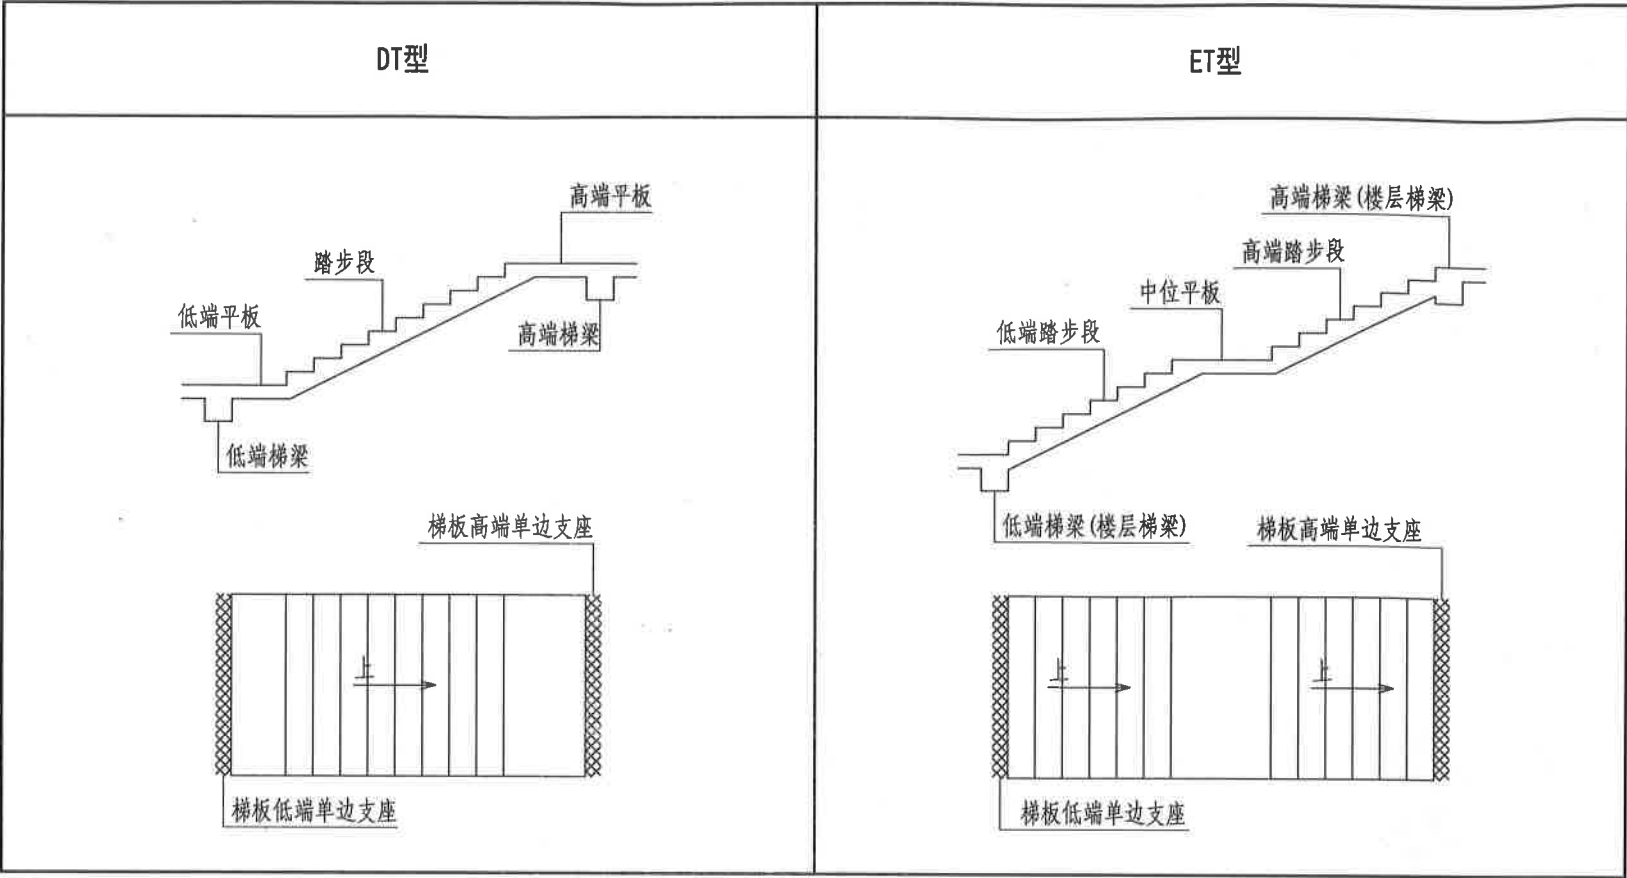 DT型
ET型
高端平板
踏步段
低端平板
高端梯梁
低端梯梁
梯板高端单边支座
上
梯板低端单边支座
高端梯梁(楼层梯梁)
高端踏步段
中位平板
低端踏步段
低端梯梁(楼层梯梁)
梯板高端单边支座
上
上
梯板低端单边支座